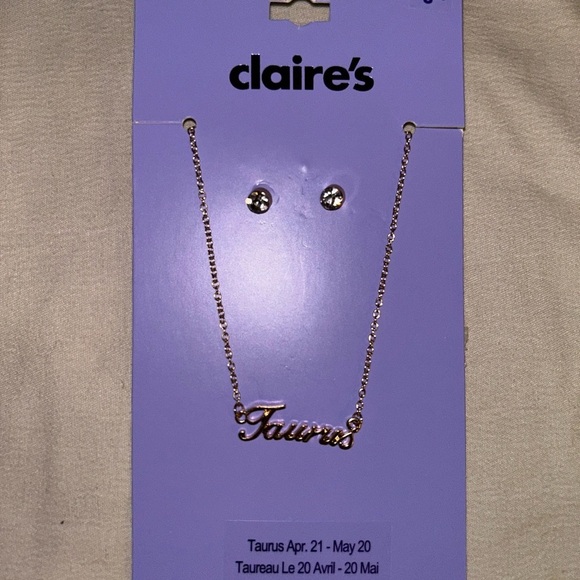 claire's
Taurus
Taurus Apr. 21 - May 20
Taureau Le 20 Avril - 20 Mai